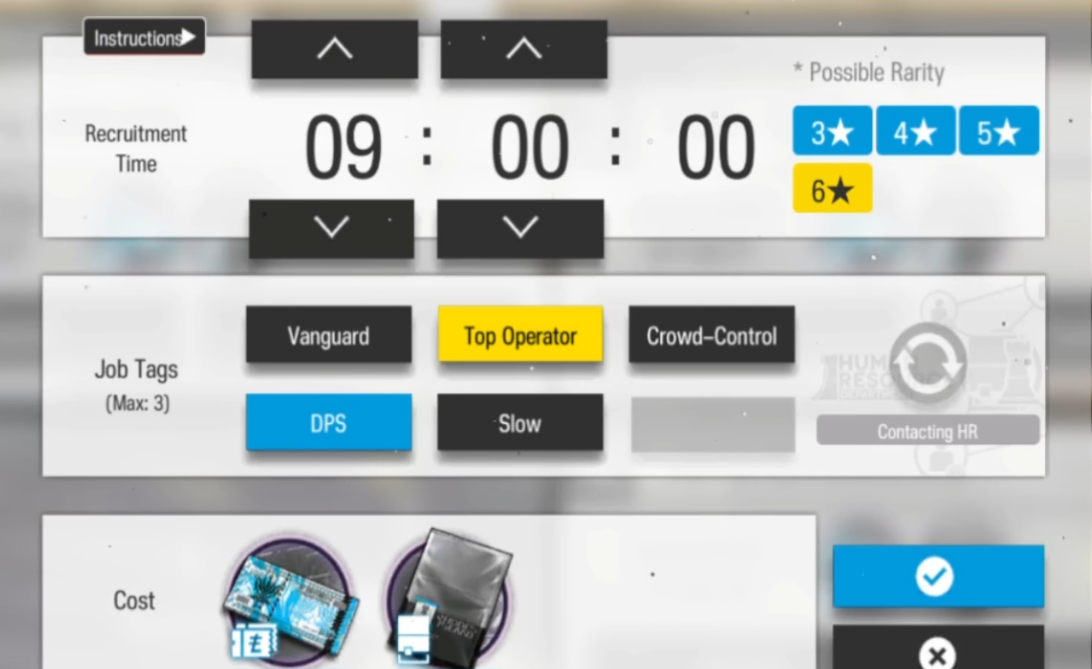 Instructions
* Possible Rarity
Recruitment
Time
09 : 00 : 00
3★ 4★ 5★
6★
Vanguard Top Operator Crowd-Control
Job Tags
(Max: 3)
DPS Slow
Contacting HR
Cost